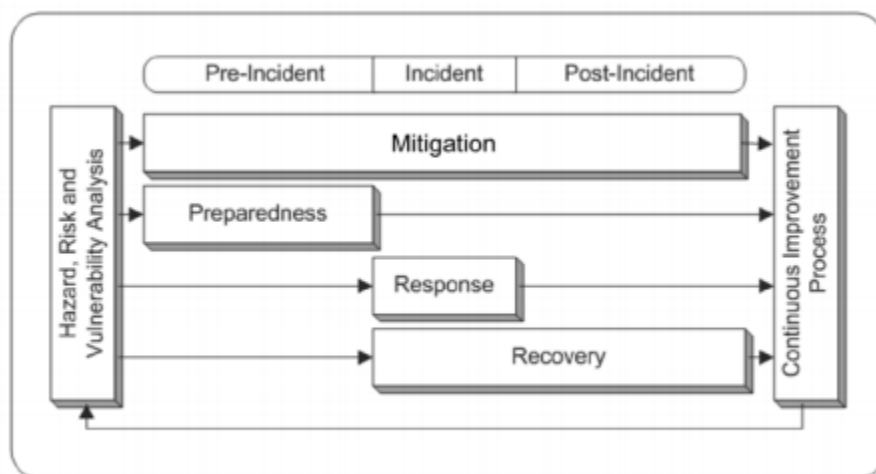 Pre-Incident
Incident
Post-Incident
Hazard, Risk and
Vulnerability Analysis
Mitigation
Preparedness
Response
Recovery
Continuous Improvement
Process